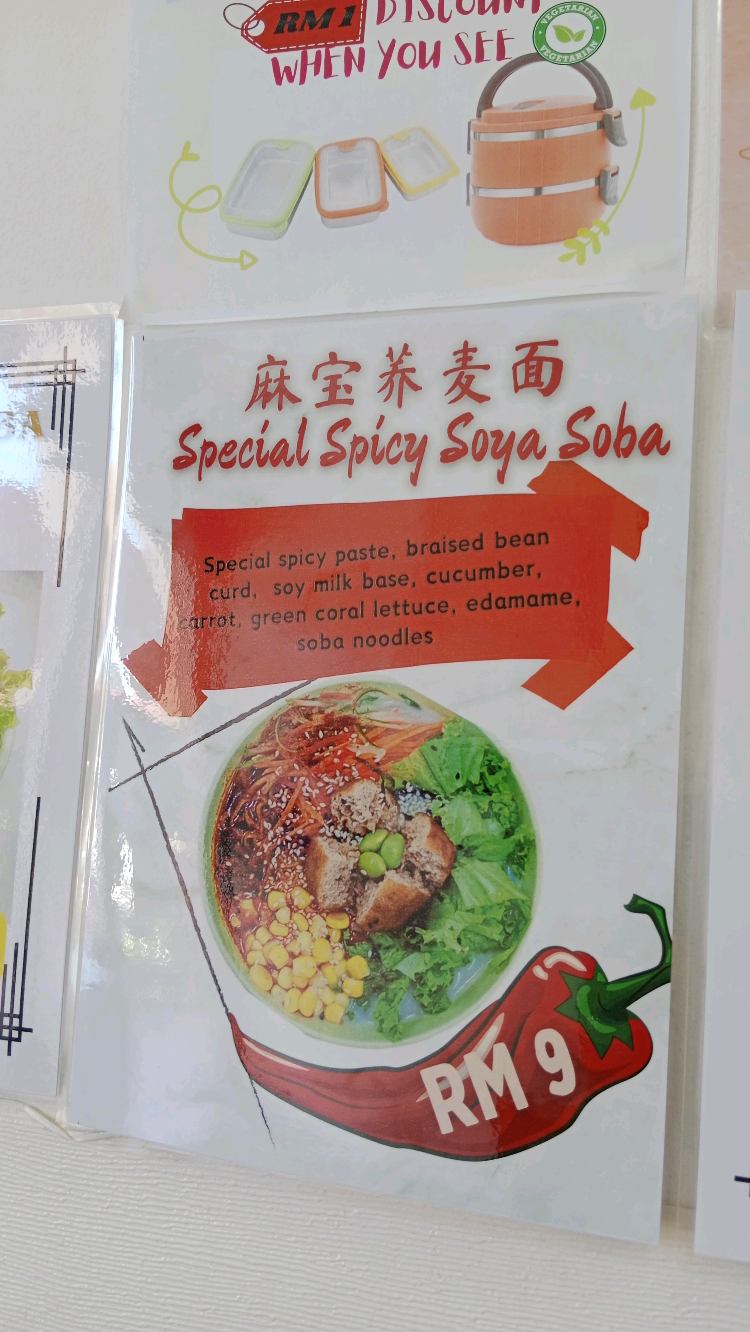 RM 1 DISCOUNT
WHEN YOU SEE
VEGETARIAN
VEGETARIAN
麻宝荞麦面
Special Spicy Soya Soba
Special spicy paste, braised bean
curd, soy milk base, cucumber,
carrot, green coral lettuce, edamame,
soba noodles
RM 9